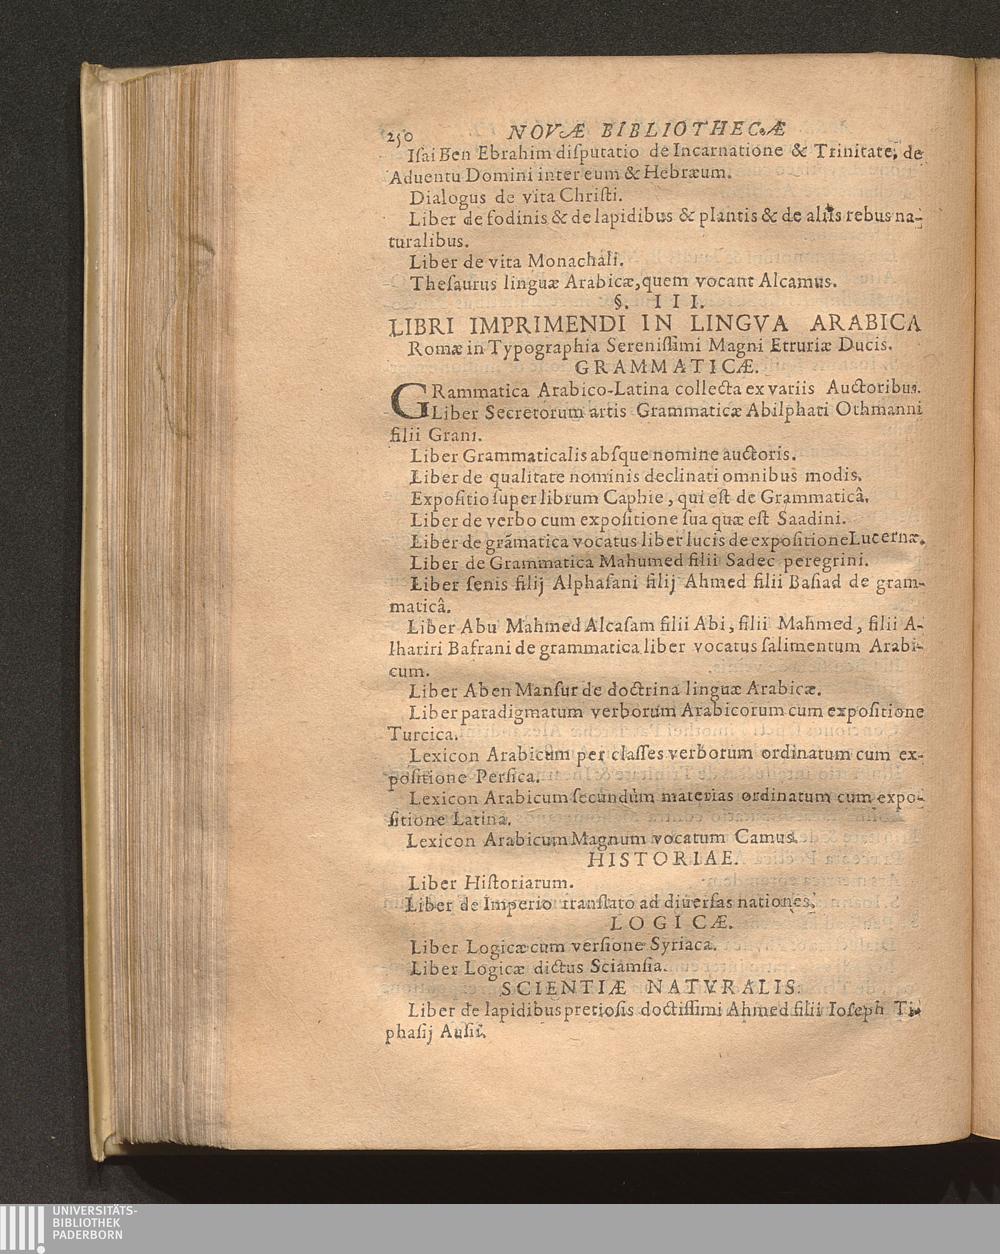 250 NOVÆ BIBLIOTHECÆ
Iſai Ben Ebrahim diſputatio de Incarnatione & Trinitate, de
Aduentu Domini inter eum & Hebræum.
Dialogus de vita Chriſti.
Liber de fodinis & de lapidibus & plantis & de aliis rebus na-
turalibus.
Liber de vita Monachali.
Theſaurus linguæ Arabicæ, quem vocant Alcamus.
§. III.
LIBRI IMPRIMENDI IN LINGVA ARABICA
Romæ in Typographia Sereniſſimi Magni Etruriæ Ducis.
GRAMMATICÆ.
GRammatica Arabico-Latina collecta ex variis Auctoribus.
Liber Secretorum artis Grammaticæ Abilphati Othmanni
filii Grani.
Liber Grammaticalis abſque nomine auctoris.
Liber de qualitate nominis declinati omnibus modis.
Expoſitio ſuper librum Caphie, qui eſt de Grammaticâ.
Liber de verbo cum expoſitione ſua quæ eſt Saadini.
Liber de grāmatica vocatus liber lucis de expoſitione Lucernæ.
Liber de Grammatica Mahumed filii Sadec peregrini.
Liber ſenis filij Alphaſani filij Ahmed filii Baſiad de gram-
maticâ.
Liber Abu Mahmed Alcaſam filii Abi, filii Mahmed, filii A-
lhariri Baſrani de grammatica liber vocatus ſalimentum Arabi-
cum.
Liber Aben Manſur de doctrina linguæ Arabicæ.
Liber paradigmatum verborum Arabicorum cum expoſitione
Turcica.
Lexicon Arabicum per claſſes verborum ordinatum cum ex-
poſitione Perſica.
Lexicon Arabicum ſecundùm materias ordinatum cum expo-
ſitione Latina.
Lexicon Arabicum Magnum vocatum Camus.
HISTORIAE.
Liber Hiſtoriarum.
Liber de Imperio tranſlato ad diuerſas nationes.
LOGICÆ.
Liber Logicæ cum verſione Syriaca.
Liber Logicæ dictus Sciamſia.
SCIENTIÆ NATVRALIS.
Liber de lapidibus pretioſis doctiſſimi Ahmed filii Ioſeph Ti-
phaſij Auſii.
UNIVERSITÄTS-
BIBLIOTHEK
PADERBORN